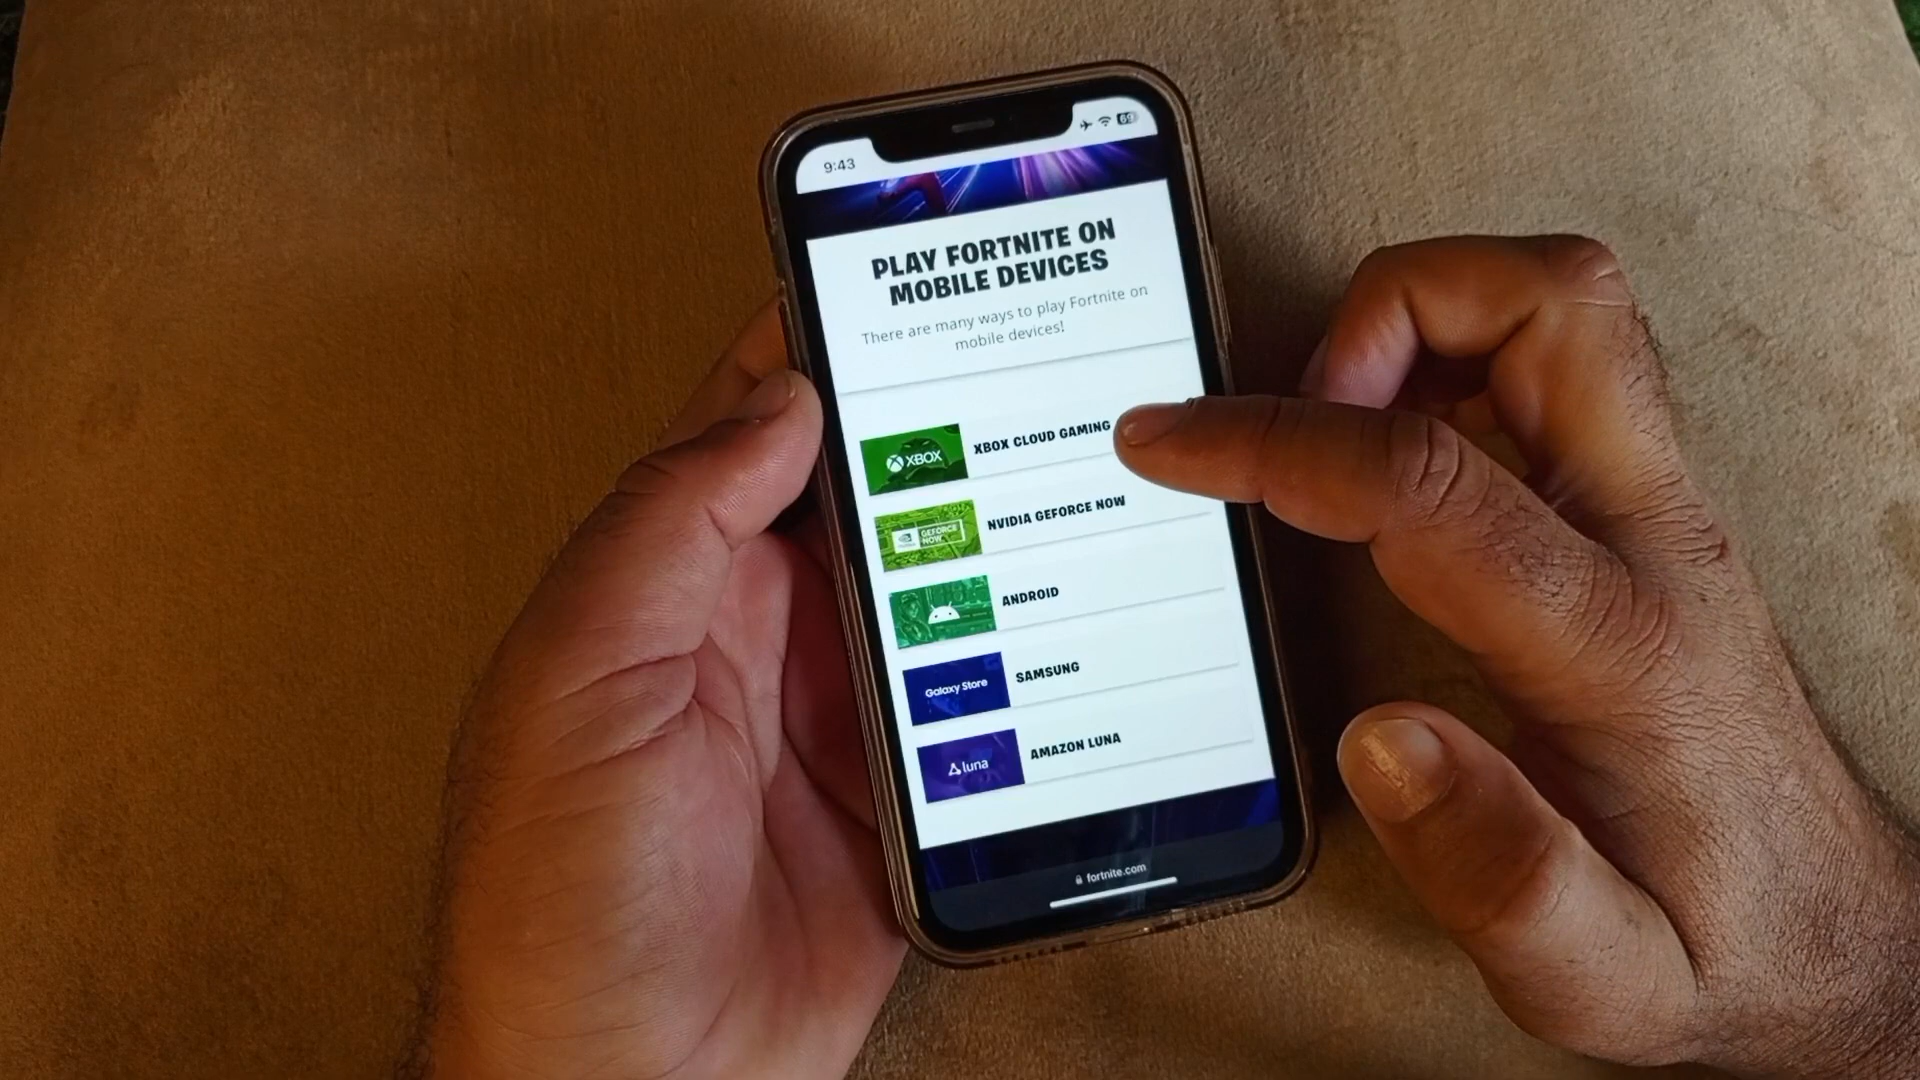 9:43
69
PLAY FORTNITE ON
MOBILE DEVICES
There are many ways to play Fortnite on
mobile devices!
XBOX
XBOX CLOUD GAMING
GEFORCE
NOW
NVIDIA GEFORCE NOW
ANDROID
Galaxy Store
SAMSUNG
luna
AMAZON LUNA
fortnite.com